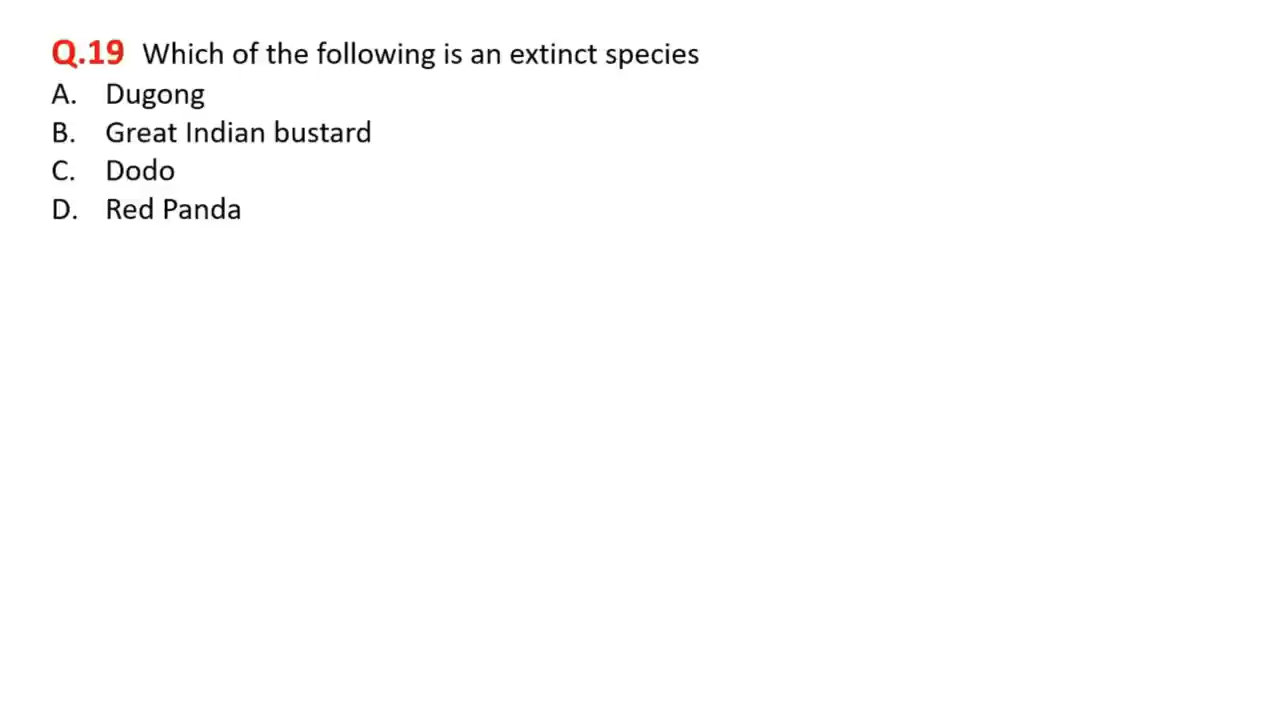 Q.19 Which of the following is an extinct species
A. Dugong
B. Great Indian bustard
C. Dodo
D. Red Panda